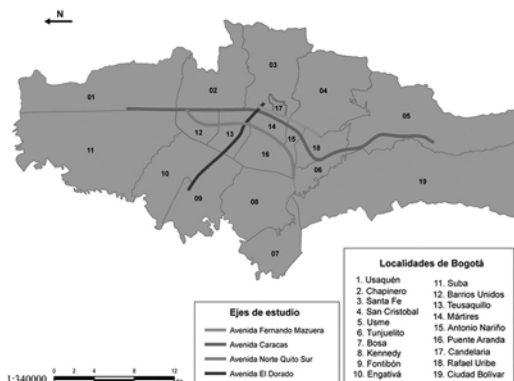 N
01
02
03
04
05
17
12
13
14
15
18
11
10
16
06
09
08
19
07
Ejes de estudio
Avenida Fernando Mazuera
Avenida Caracas
Avenida Norte Quito Sur
Avenida El Dorado
Localidades de Bogotá
1. Usaquén
2. Chapinero
3. Santa Fe
4. San Cristobal
5. Usme
6. Tunjuelito
7. Bosa
8. Kennedy
9. Fontibón
10. Engativá
11. Suba
12. Barrios Unidos
13. Teusaquillo
14. Mártires
15. Antonio Nariño
16. Puente Aranda
17. Candelaria
18. Rafael Uribe
19. Ciudad Bolívar
1:340000
0 2 4 8 12